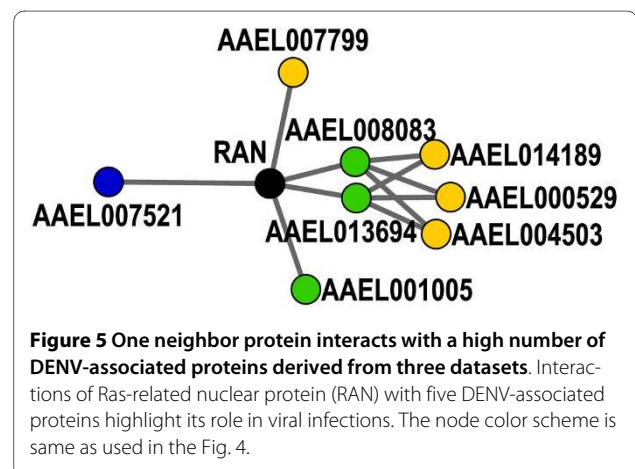 AAEL007799
AAEL008083
RAN
AAEL014189
AAEL000529
AAEL007521
AAEL013694
AAEL004503
AAEL001005
Figure 5 One neighbor protein interacts with a high number of
DENV-associated proteins derived from three datasets. Interac-
tions of Ras-related nuclear protein (RAN) with five DENV-associated
proteins highlight its role in viral infections. The node color scheme is
same as used in the Fig. 4.